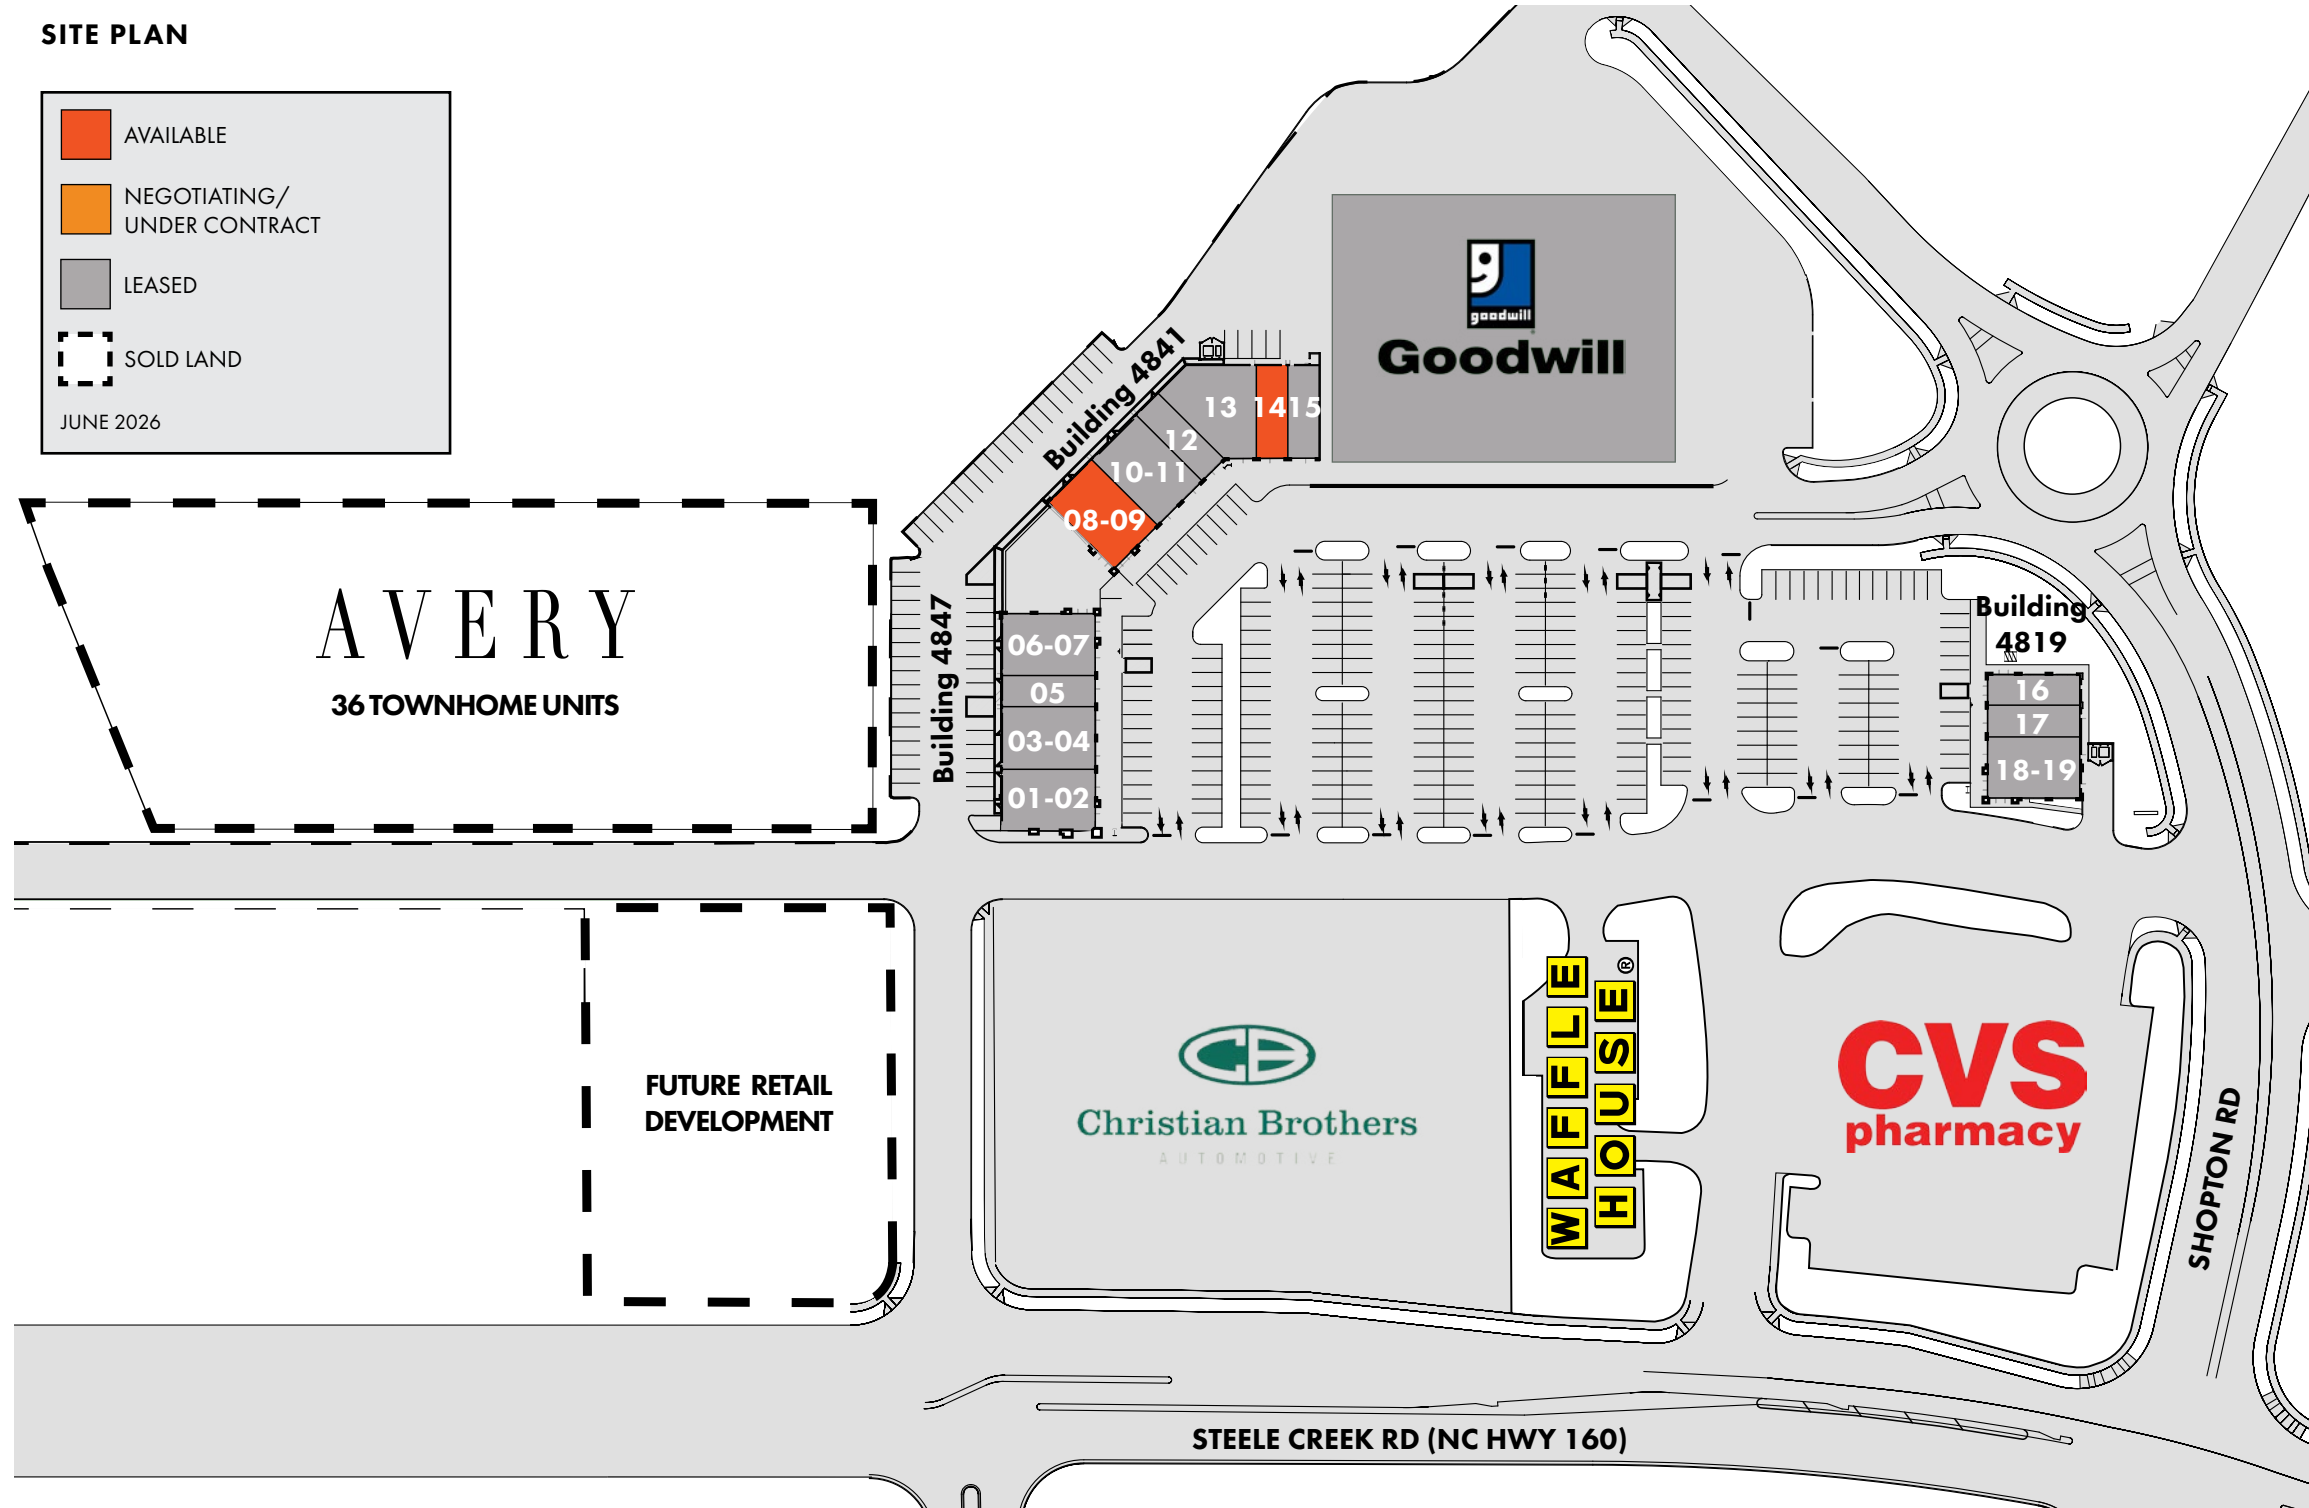 SITE PLAN
AVAILABLE
NEGOTIATING/
UNDER CONTRACT
LEASED
SOLD LAND
JUNE 2026
goodwill
Goodwill
Building 4841
13
14
15
12
10-11
08-09
AVERY
36 TOWNHOME UNITS
Building 4847
06-07
05
03-04
01-02
Building
4819
16
17
18-19
FUTURE RETAIL
DEVELOPMENT
Christian Brothers
AUTOMOTIVE
WAFFLE
HOUSE®
CVS
pharmacy
SHOPTON RD
STEELE CREEK RD (NC HWY 160)